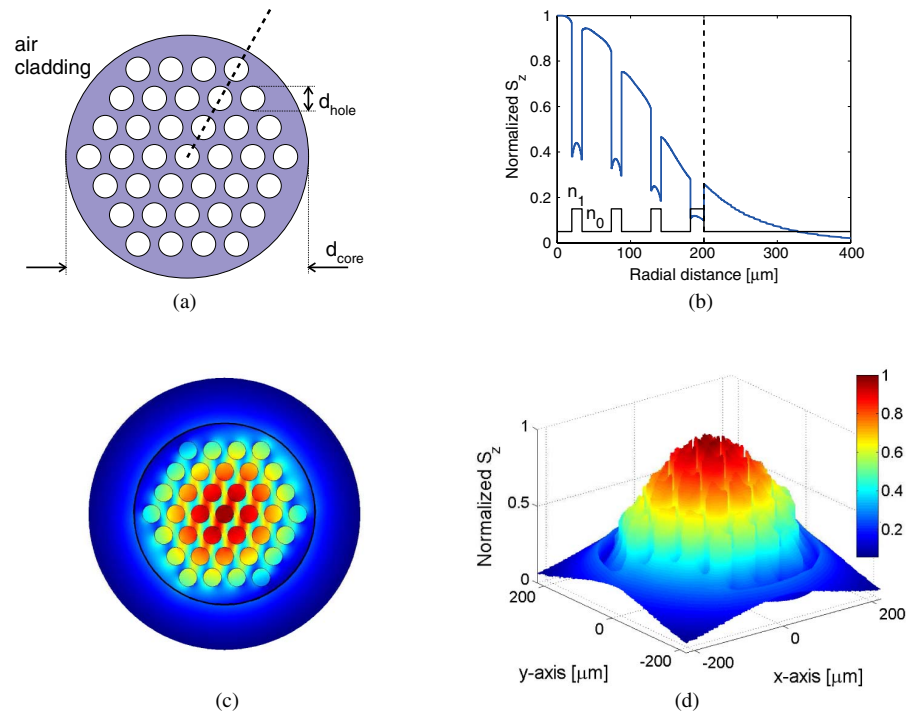 air
cladding
d_hole
d_core
(a)
Normalized S_z
1
0.8
0.6
0.4
0.2
0
n_1
n_0
0
100
200
300
400
Radial distance [μm]
(b)
(c)
Normalized S_z
1
0.5
0
200
0
-200
y-axis [μm]
-200
0
200
x-axis [μm]
1
0.8
0.6
0.4
0.2
(d)